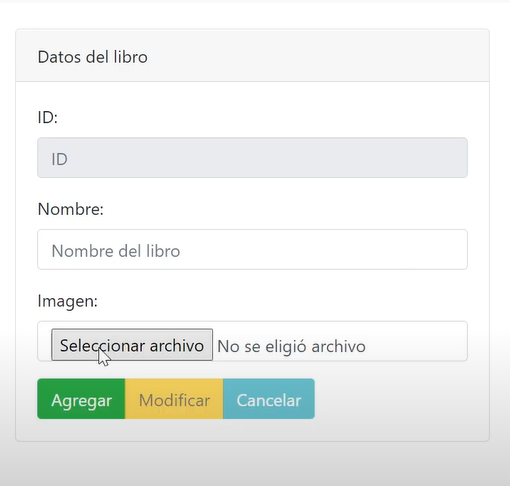 Datos del libro
ID:
ID
Nombre:
Nombre del libro
Imagen:
Seleccionar archivo No se eligió archivo
Agregar Modificar Cancelar